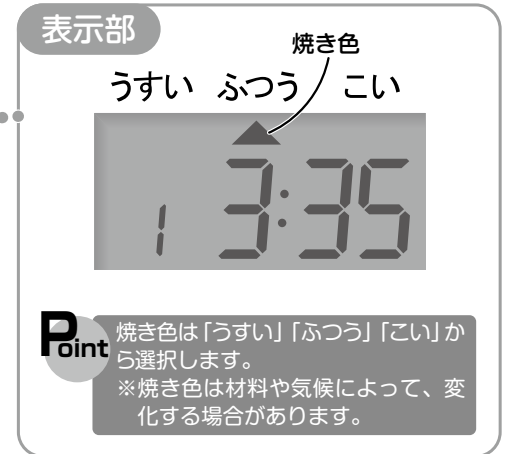 表示部
焼き色
うすい ふつう こい
1 3:35
Point
焼き色は「うすい」「ふつう」「こい」か
ら選択します。
※焼き色は材料や気候によって、変
化する場合があります。